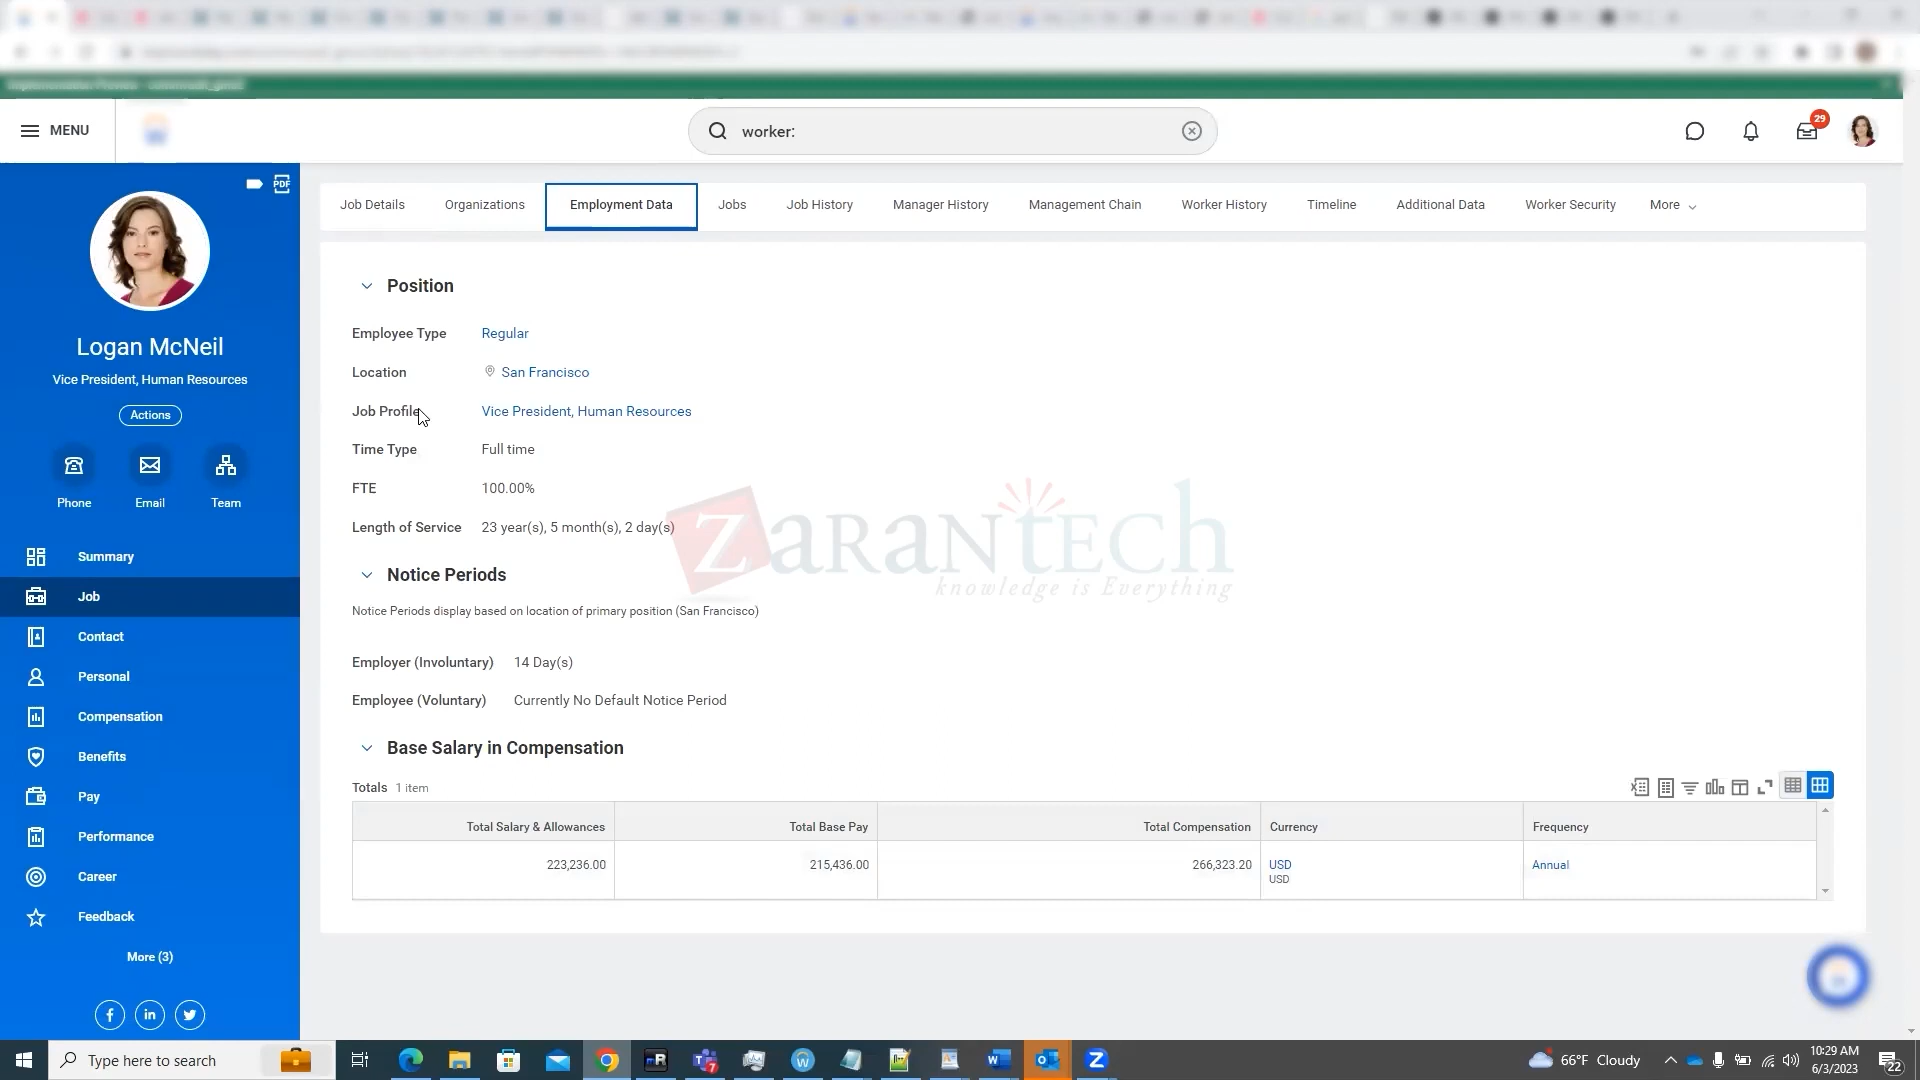 MENU
worker:
29
PDF
Logan McNeil
Vice President, Human Resources
Actions
Phone
Email
Team
Summary
Job
Contact
Personal
Compensation
Benefits
Pay
Performance
Career
Feedback
More (3)
Job Details
Organizations
Employment Data
Jobs
Job History
Manager History
Management Chain
Worker History
Timeline
Additional Data
Worker Security
More
Position
Employee Type Regular
Location San Francisco
Job Profile Vice President, Human Resources
Time Type Full time
FTE 100.00%
Length of Service 23 year(s), 5 month(s), 2 day(s)
ZaranTech
knowledge is Everything
Notice Periods
Notice Periods display based on location of primary position (San Francisco)
Employer (Involuntary) 14 Day(s)
Employee (Voluntary) Currently No Default Notice Period
Base Salary in Compensation
Totals 1 item
Total Salary & Allowances Total Base Pay Total Compensation Currency Frequency
223,236.00 215,436.00 266,323.20 USD Annual
USD
Type here to search
66°F Cloudy
10:29 AM
6/3/2023
22